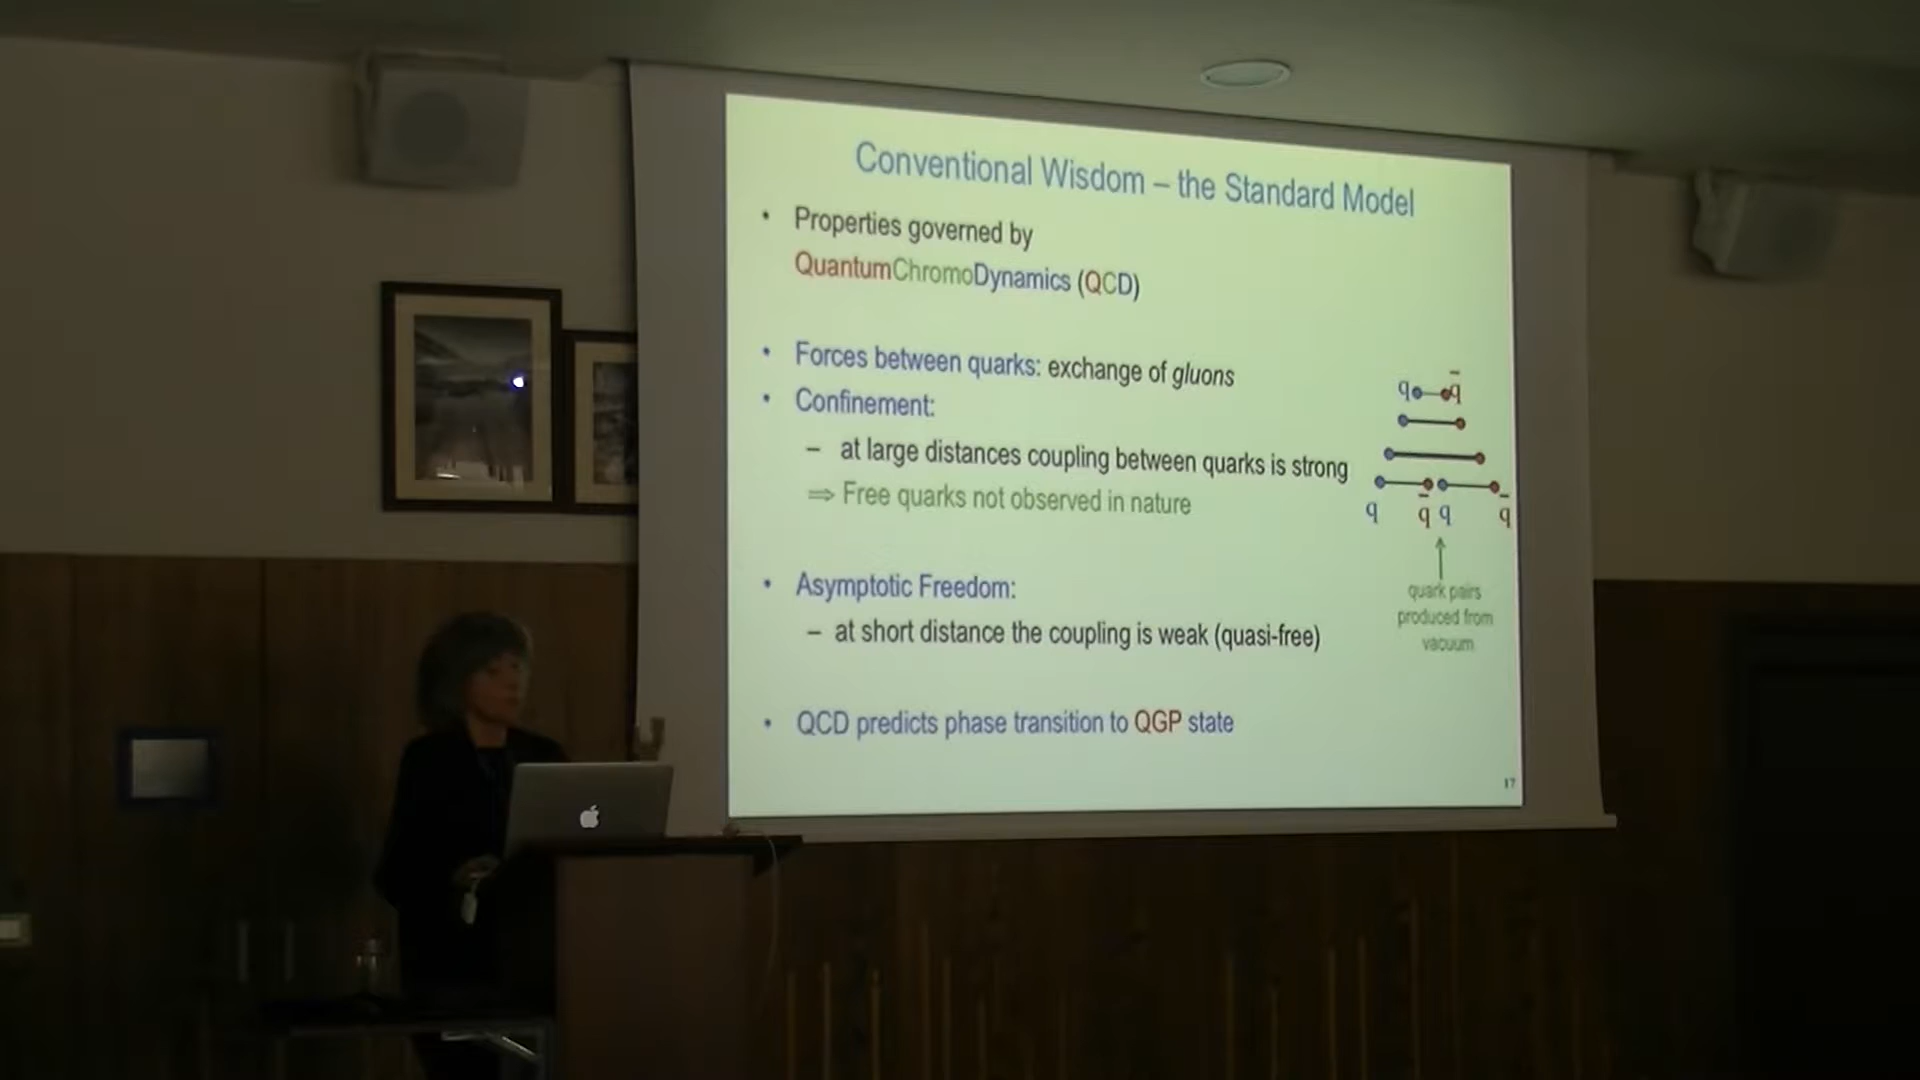 Conventional Wisdom – the Standard Model
• Properties governed by
QuantumChromoDynamics (QCD)
• Forces between quarks: exchange of gluons
• Confinement:
– at large distances coupling between quarks is strong
⇒ Free quarks not observed in nature
• Asymptotic Freedom:
– at short distance the coupling is weak (quasi-free)
• QCD predicts phase transition to QGP state
q q̄
q q̄ q q̄
quark pairs
produced from
vacuum
17